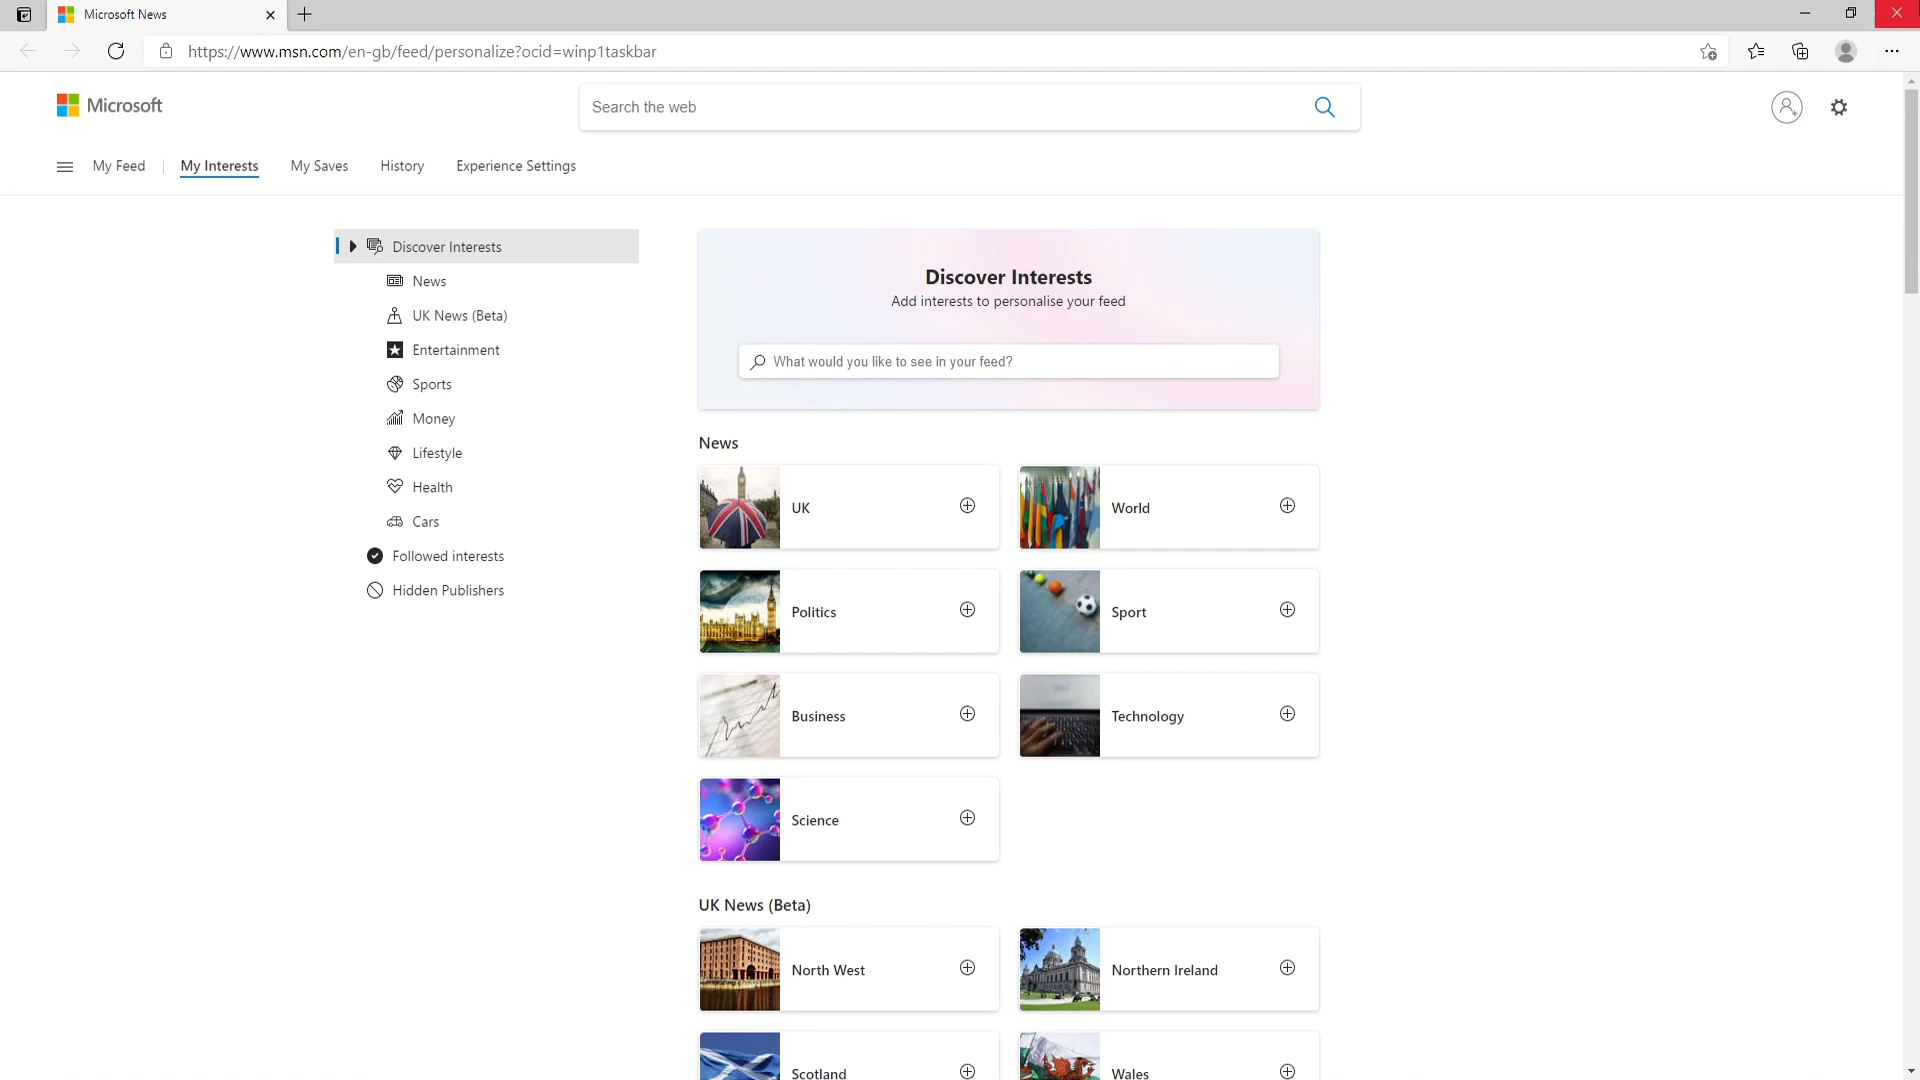 Microsoft News
https://www.msn.com/en-gb/feed/personalize?ocid=winp1taskbar
Microsoft
Search the web
My Feed
My Interests
My Saves
History
Experience Settings
Discover Interests
News
UK News (Beta)
Entertainment
Sports
Money
Lifestyle
Health
Cars
Followed interests
Hidden Publishers
Discover Interests
Add interests to personalise your feed
What would you like to see in your feed?
News
UK
World
Politics
Sport
Business
Technology
Science
UK News (Beta)
North West
Northern Ireland
Scotland
Wales